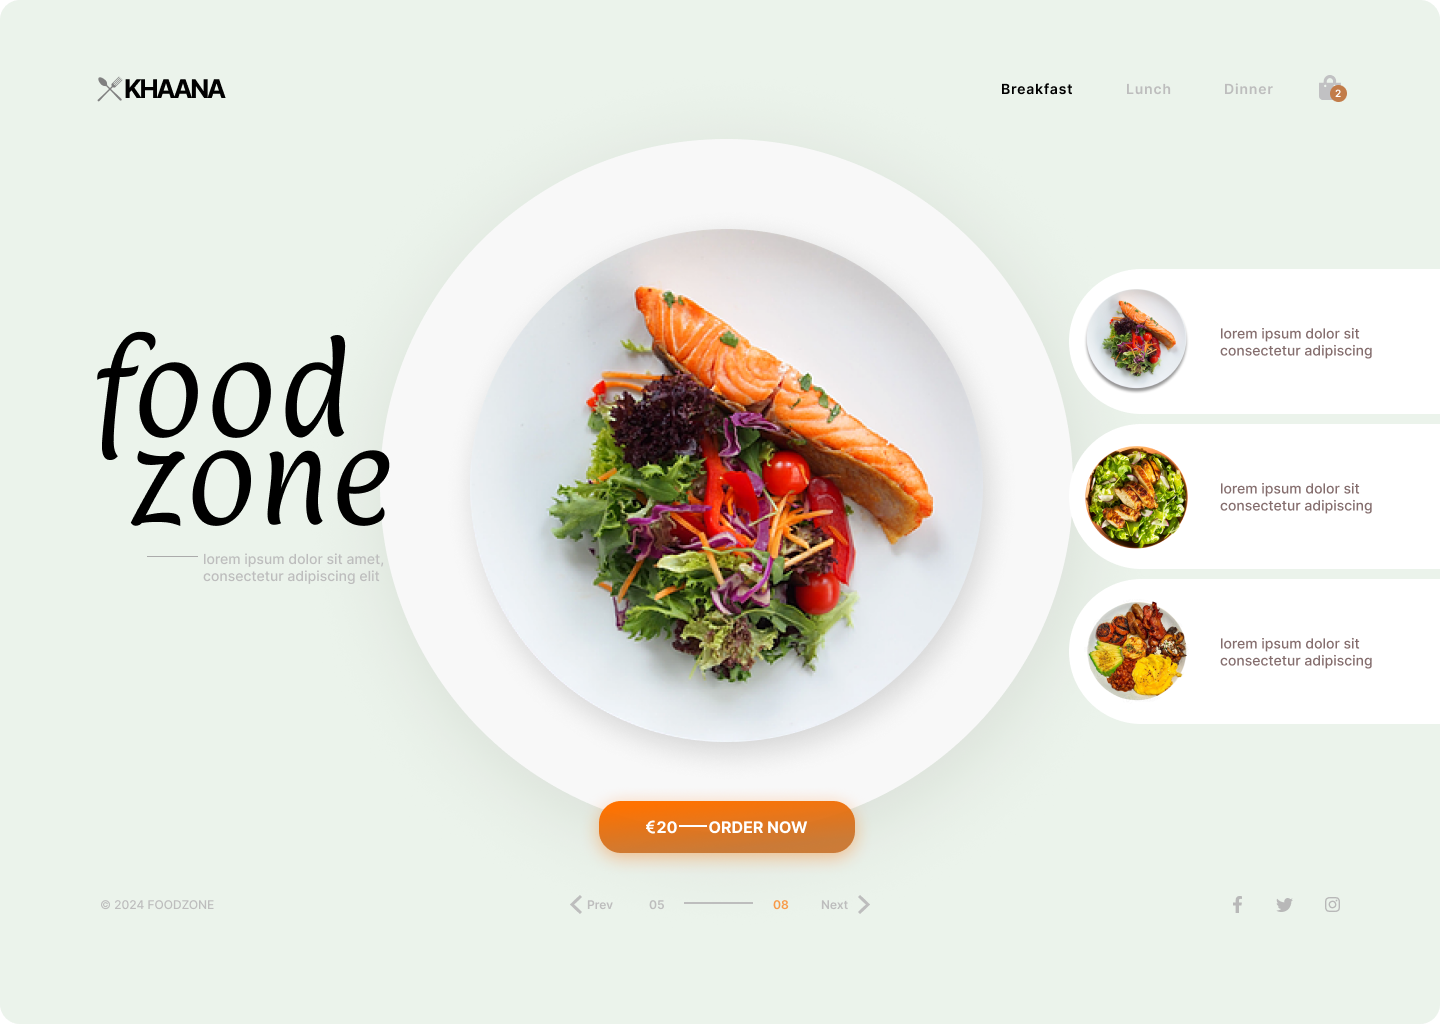 KHAANA
Breakfast
Lunch
Dinner
2
food
zone
lorem ipsum dolor sit amet,
consectetur adipiscing elit
lorem ipsum dolor sit
consectetur adipiscing
lorem ipsum dolor sit
consectetur adipiscing
lorem ipsum dolor sit
consectetur adipiscing
€20 ORDER NOW
© 2024 FOODZONE
Prev
05
08
Next